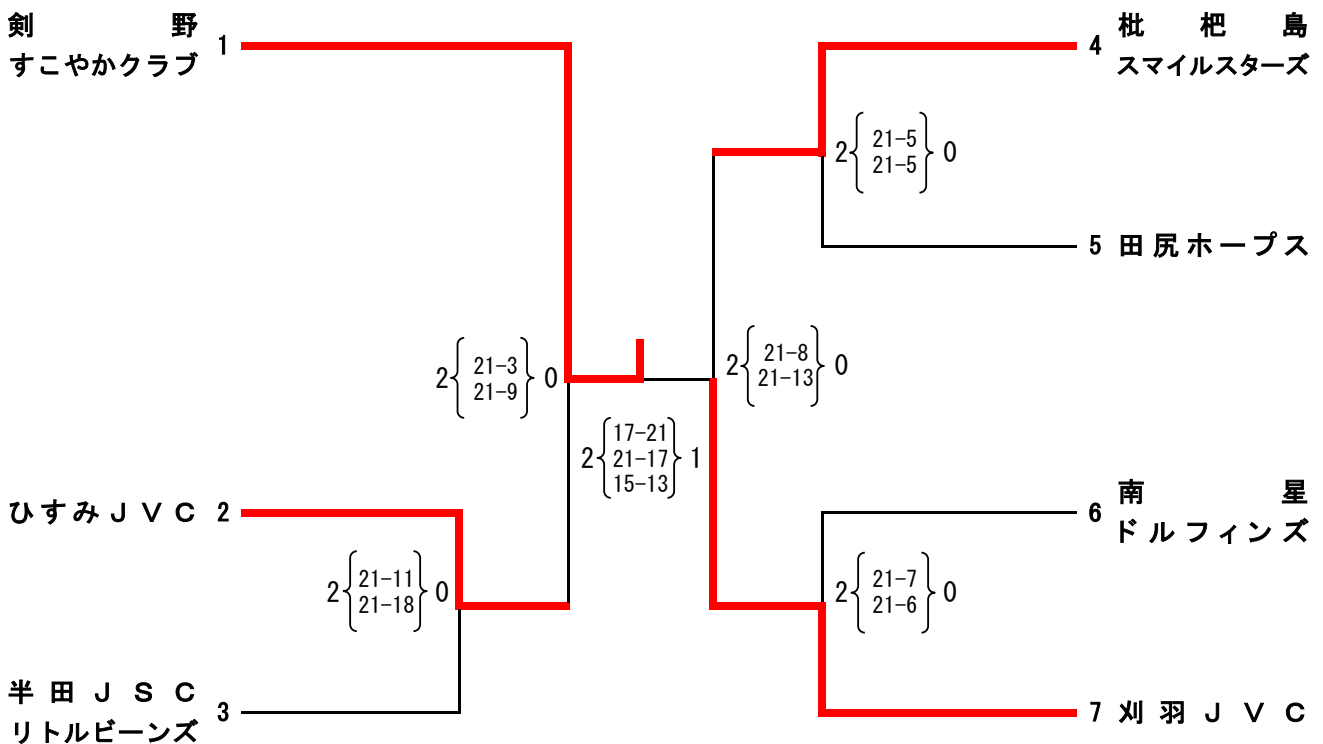 剣野
すこやかクラブ
1
枇杷島
スマイルスターズ
4
2 21-5 0
21-5
5 田尻ホープス
2 21-3 0
21-9
2 21-8 0
21-13
2 17-21 1
21-17
15-13
ひすみJVC 2
南星
ドルフィンズ
6
2 21-11 0
21-18
2 21-7 0
21-6
半田JSC
リトルビーンズ
3
7 刈羽JVC